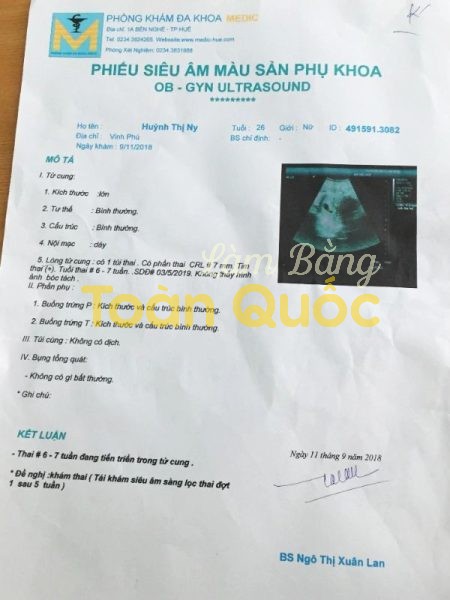 PHÒNG KHÁM ĐA KHOA MEDIC
Địa chỉ. 1A BẾN NGHÉ - TP HUẾ
Tel. 0234.3824265. Website:www.medic-hue.com
Phòng Xét Nghiệm: 0234.3831988
PHIẾU SIÊU ÂM MÀU SẢN PHỤ KHOA
OB - GYN ULTRASOUND
*********
Họ tên : Huỳnh Thị Ny Tuổi : 26 Giới : Nữ ID : 491591.3082
Địa chỉ : Vinh Phú BS chỉ định: -
Ngày khám : 9/11/2018
MÔ TẢ
I. Tử cung:
1. Kích thước :lớn
2. Tư thế : Bình thường.
3. Cấu trúc : Bình thường.
4. Nội mạc : dày
5. Lòng tử cung: có 1 túi thai. Có phần thai CRL # 7 mm. Tim
thai (+). Tuổi thai # 6 - 7 tuần. .SDĐ# 03/5/2019. Không thấy hình
ảnh bóc tách .
II. Phần phụ :
1. Buồng trứng P: Kích thước và cấu trúc bình thường.
2. Buồng trứng T : Kích thước và cấu trúc bình thường.
III. Túi cùng : Không có dịch.
IV. Bụng tổng quát:
- Không có gì bất thường.
* Ghi chú:
Làm Bằng
Toàn Quốc
KẾT LUẬN
- Thai # 6 - 7 tuần đang tiến triển trong tử cung .
* Đề nghị :khám thai ( Tái khám siêu âm sàng lọc thai đợt
1 sau 5 tuần )
Ngày 11 tháng 9 năm 2018
BS Ngô Thị Xuân Lan